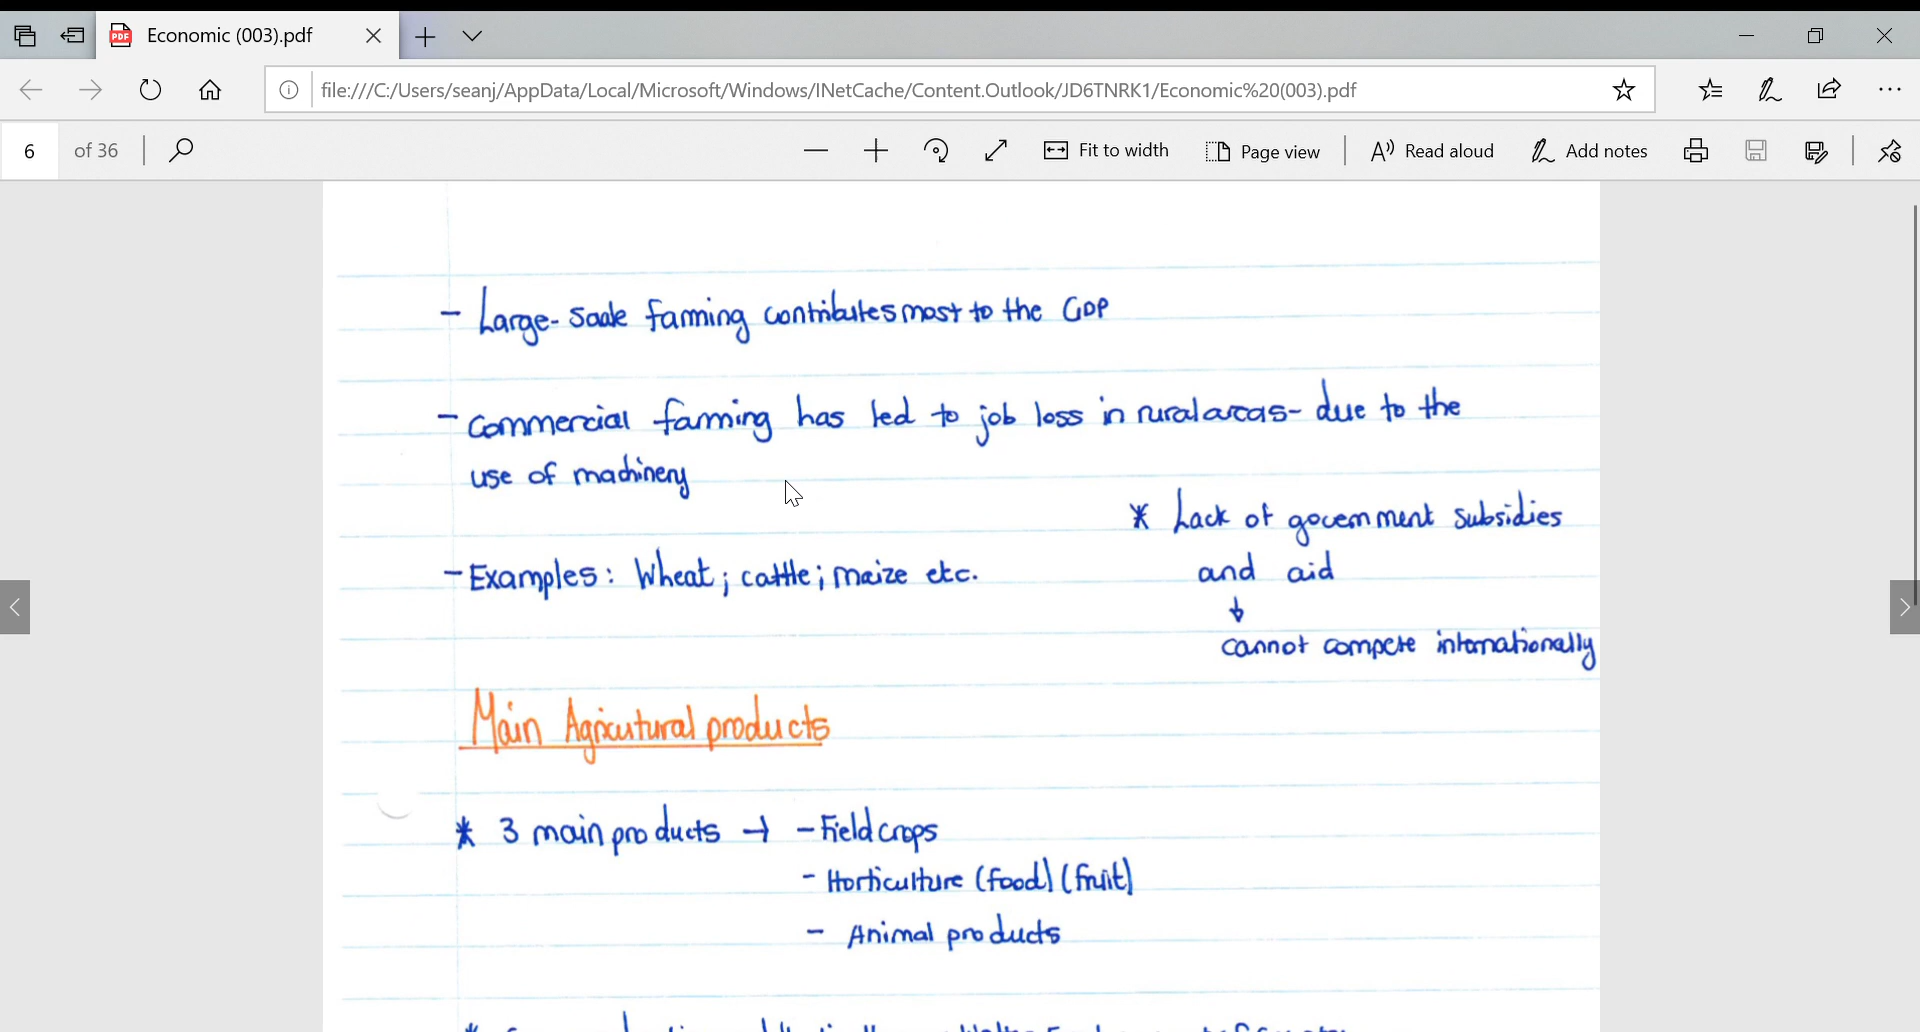 Economic (003).pdf
file:///C:/Users/seanj/AppData/Local/Microsoft/Windows/INetCache/Content.Outlook/JD6TNRK1/Economic%20(003).pdf
6 of 36
Fit to width
Page view
Read aloud
Add notes
- Large-scale farming contributes most to the GDP
- Commercial farming has led to job loss in rural areas - due to the
use of machinery
* Lack of government subsidies
and aid
↓
cannot compete internationally
- Examples: Wheat; cattle; maize etc.
Main Agricutural products
* 3 main products → - Field crops
- Horticulture (food) (fruit)
- Animal products